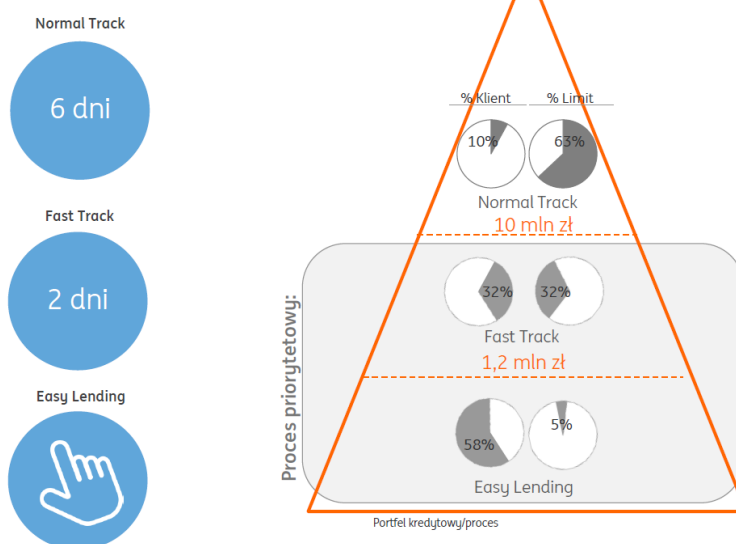 Normal Track
6 dni
Fast Track
2 dni
Easy Lending
% Klient
% Limit
10%
63%
Normal Track
10 mln zł
Proces priorytetowy:
32%
32%
Fast Track
1,2 mln zł
58%
5%
Easy Lending
Portfel kredytowy/proces